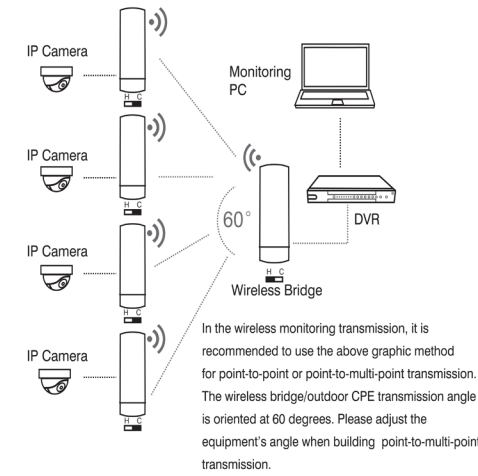 IP Camera
H C
Monitoring
PC
IP Camera
H C
DVR
60°
IP Camera
H C
H C
Wireless Bridge
IP Camera
H C
In the wireless monitoring transmission, it is
recommended to use the above graphic method
for point-to-point or point-to-multi-point transmission.
The wireless bridge/outdoor CPE transmission angle
is oriented at 60 degrees. Please adjust the
equipment's angle when building point-to-multi-point
transmission.